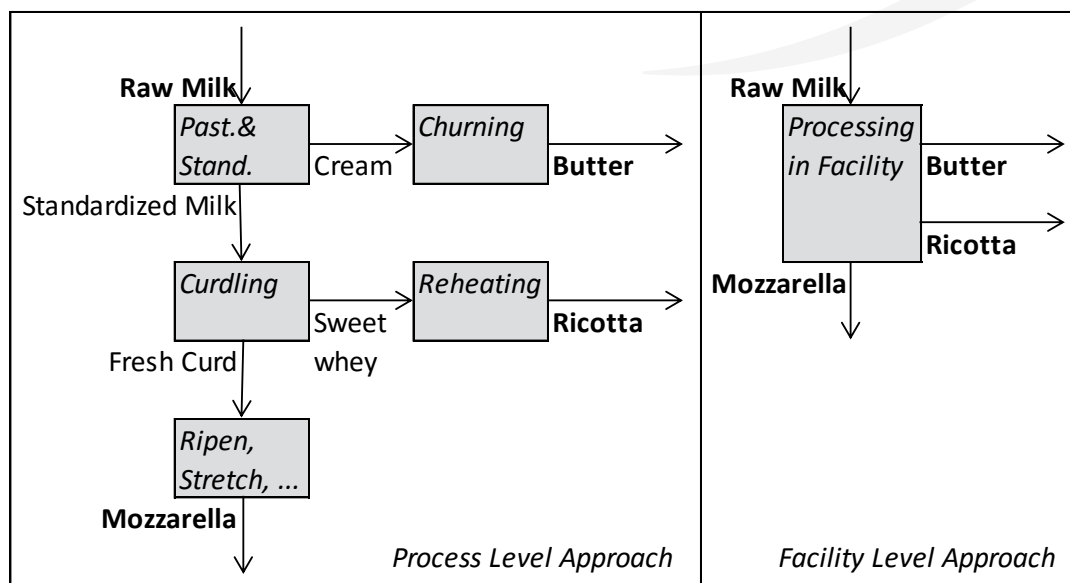 Raw Milk
Past.&
Stand.
Cream
Churning
Butter
Standardized Milk
Curdling
Sweet
whey
Reheating
Ricotta
Fresh Curd
Ripen,
Stretch, ...
Mozzarella
Process Level Approach
Raw Milk
Processing
in Facility
Butter
Ricotta
Mozzarella
Facility Level Approach